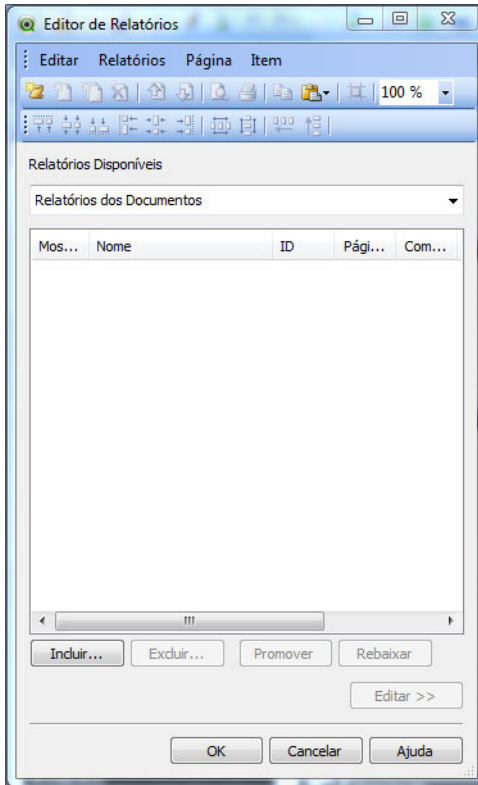 Editor de Relatórios
Editar Relatórios Página Item
100 %
Relatórios Disponíveis
Relatórios dos Documentos
Mos... Nome ID Pági... Com...
Incluir... Excluir... Promover Rebaixar
Editar >>
OK Cancelar Ajuda